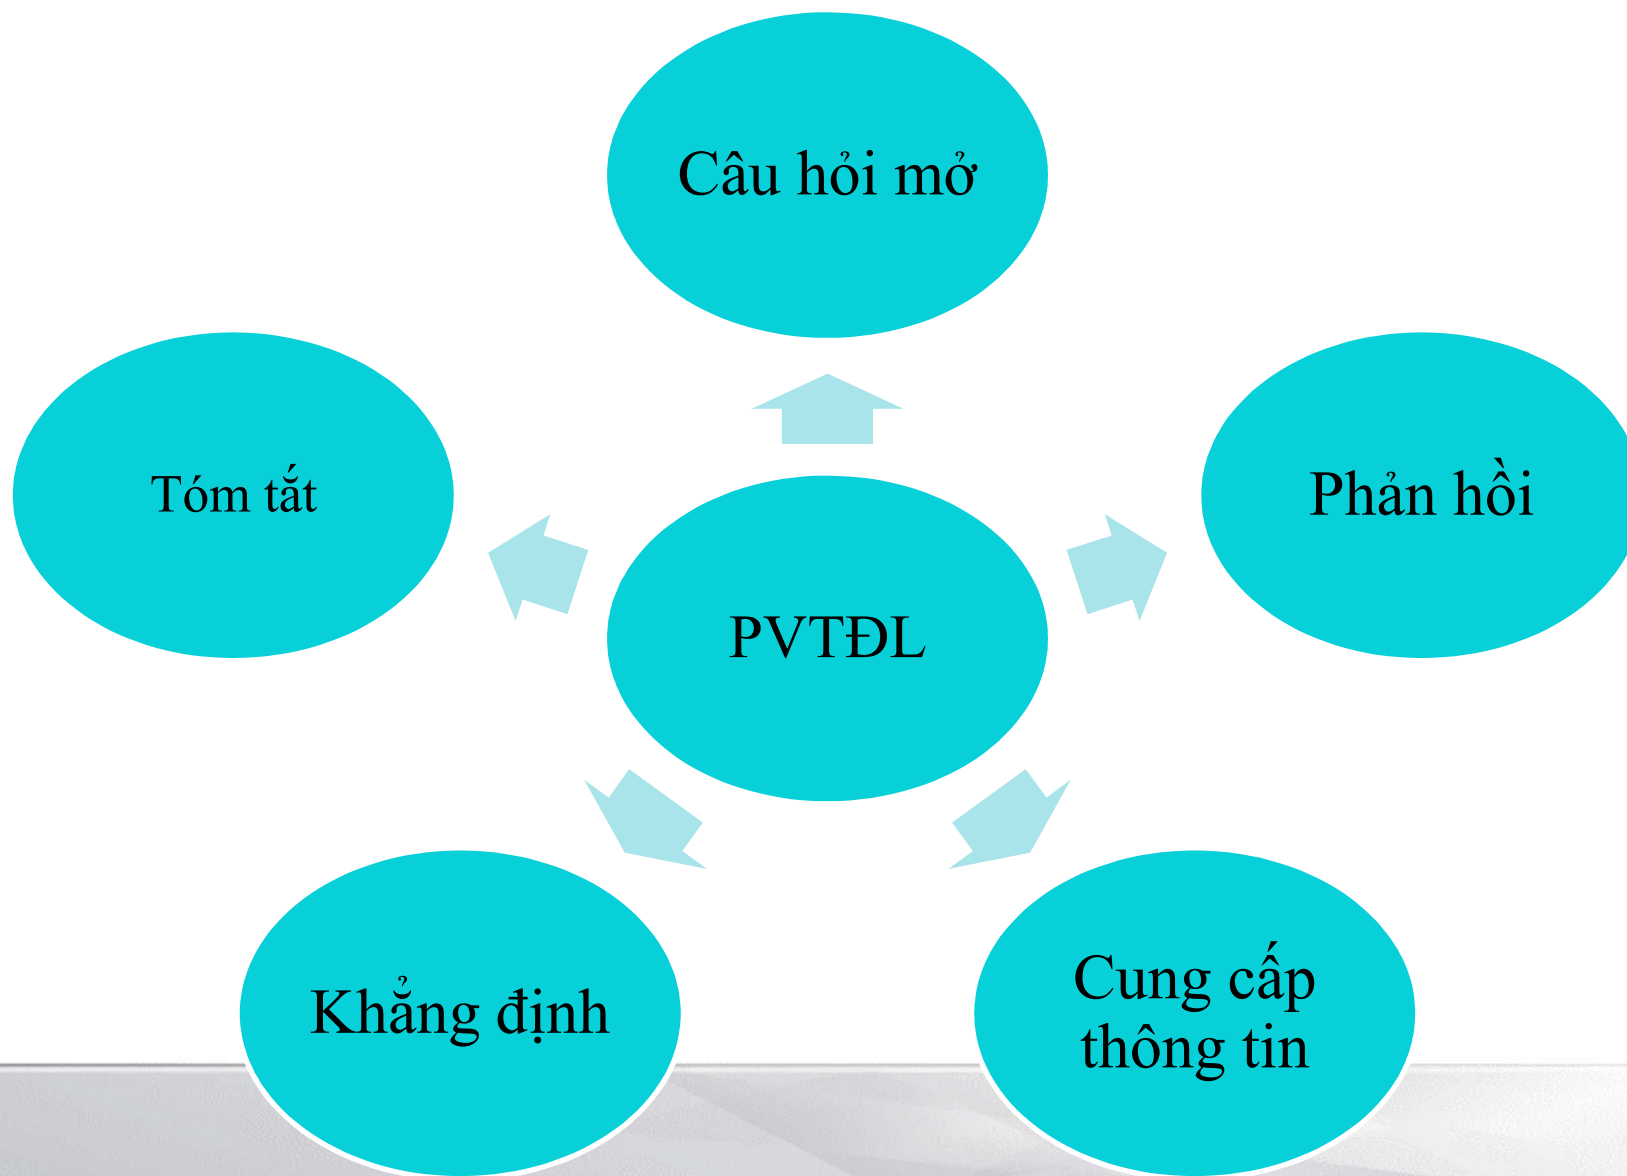 Câu hỏi mở
Tóm tắt
Phản hồi
PVTĐL
Khẳng định
Cung cấp
thông tin